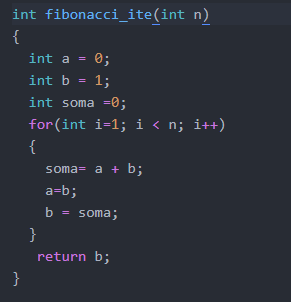 int fibonacci_ite(int n)
{
  int a = 0;
  int b = 1;
  int soma =0;
  for(int i=1; i < n; i++)
  {
    soma= a + b;
    a=b;
    b = soma;
  }
   return b;
}